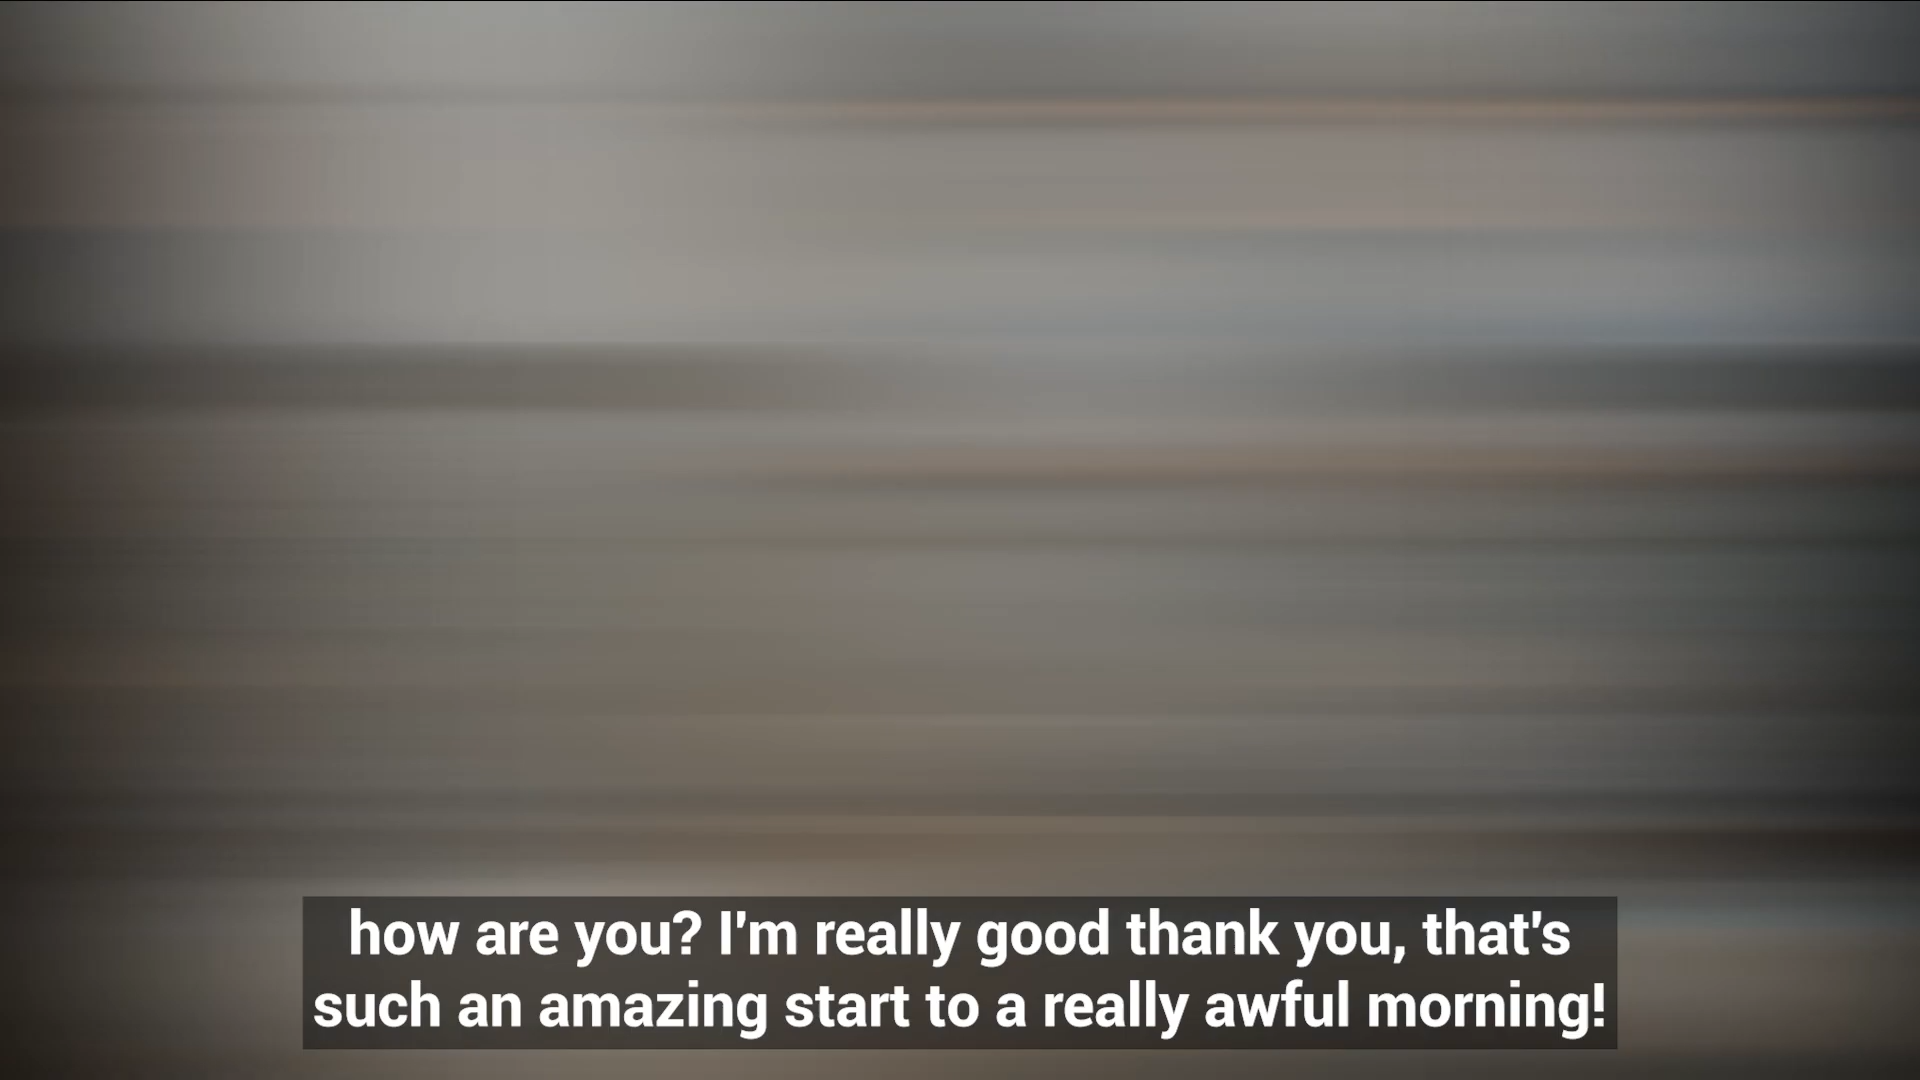 how are you? I'm really good thank you, that's
such an amazing start to a really awful morning!